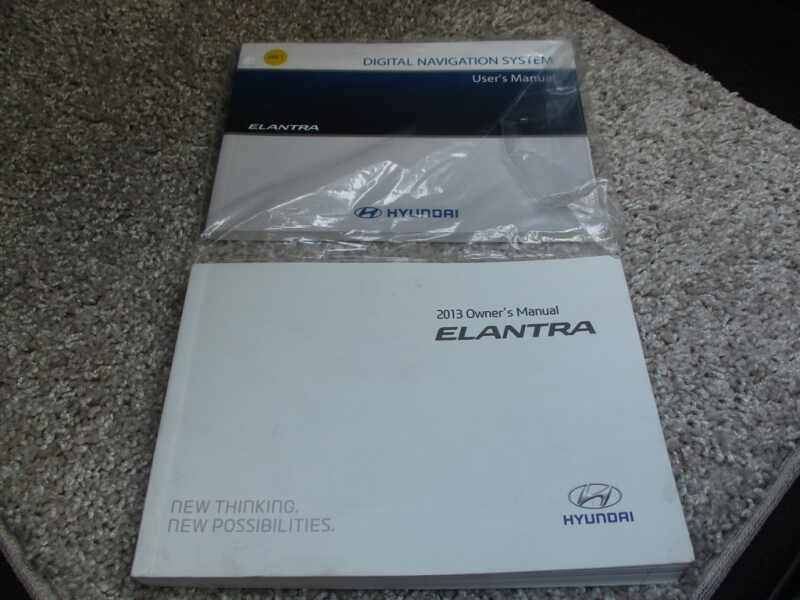 DIGITAL NAVIGATION SYSTEM
User's Manual
ELANTRA
HYUNDAI
2013 Owner's Manual
ELANTRA
NEW THINKING.
NEW POSSIBILITIES.
HYUNDAI